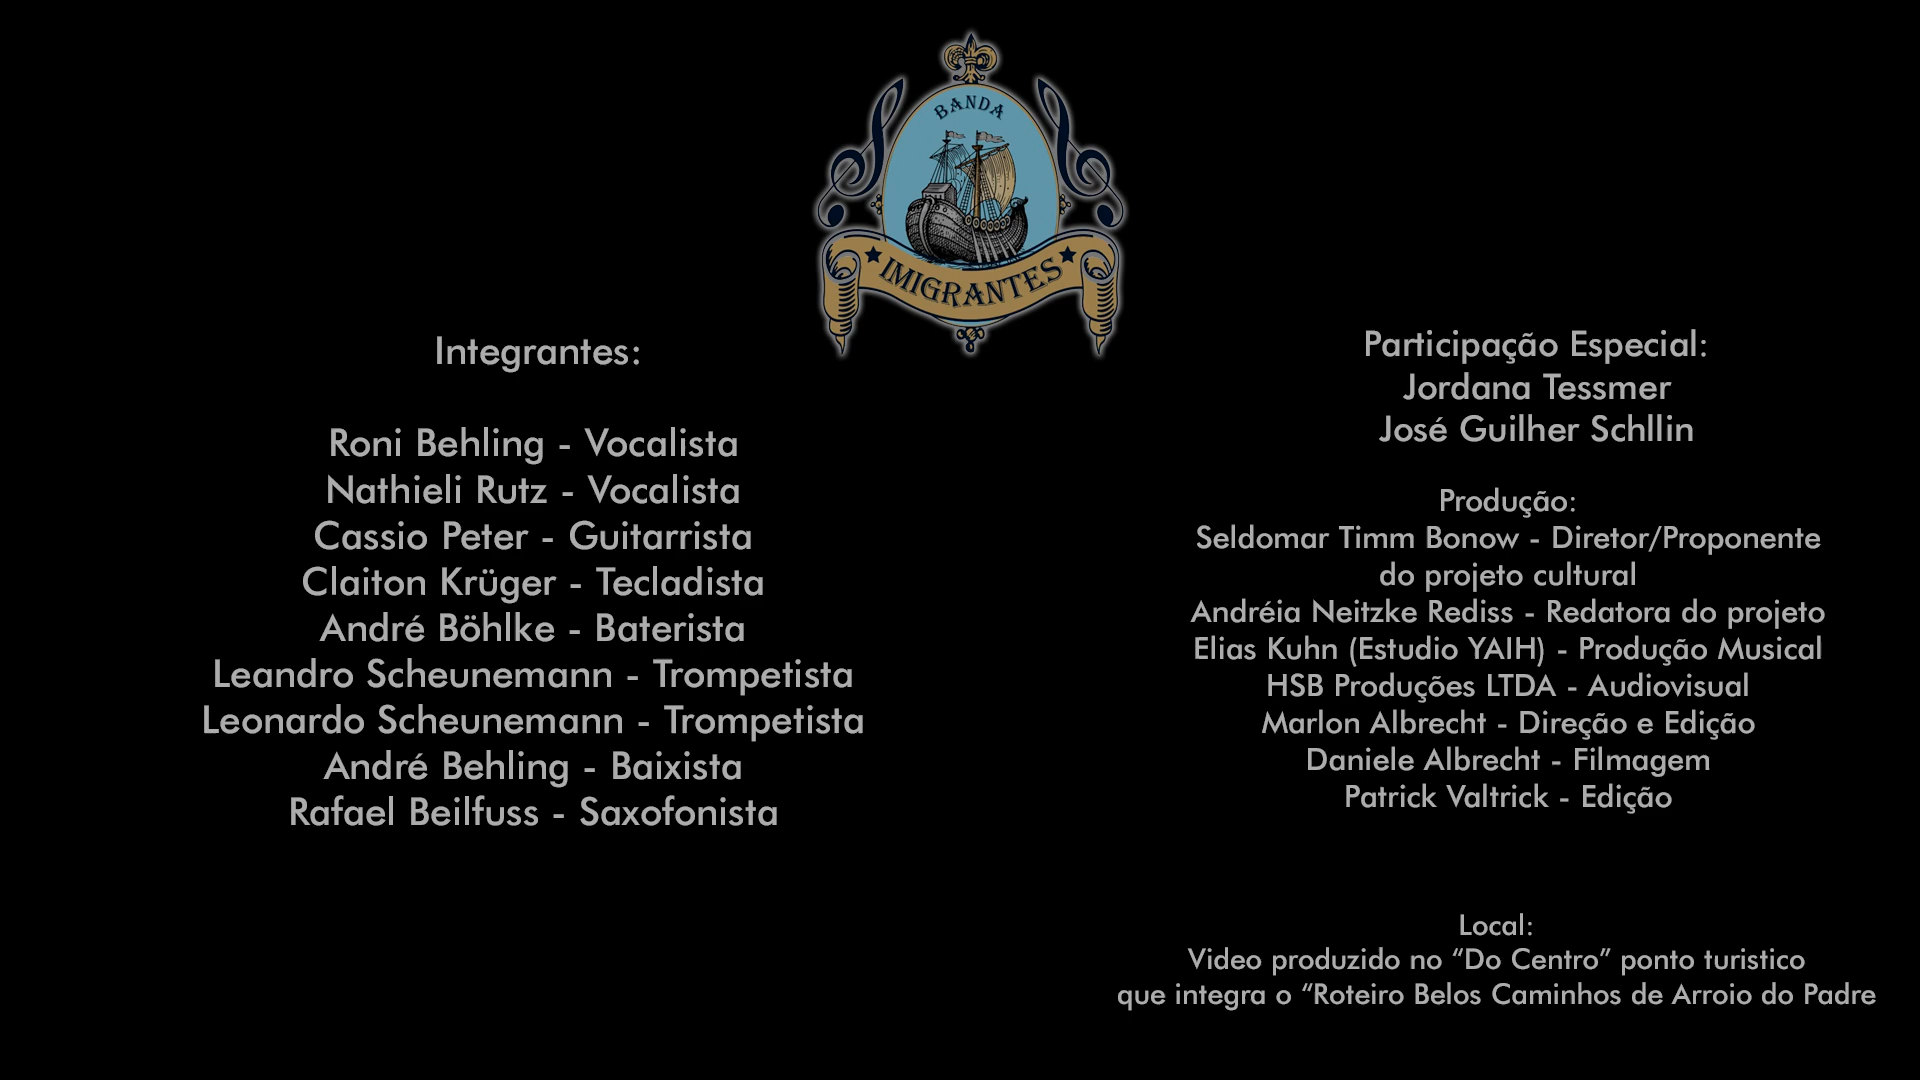 BANDA
IMIGRANTES
Integrantes:
Roni Behling - Vocalista
Nathieli Rutz - Vocalista
Cassio Peter - Guitarrista
Claiton Krüger - Tecladista
André Böhlke - Baterista
Leandro Scheunemann - Trompetista
Leonardo Scheunemann - Trompetista
André Behling - Baixista
Rafael Beilfuss - Saxofonista
Participação Especial:
Jordana Tessmer
José Guilher Schllin
Produção:
Seldomar Timm Bonow - Diretor/Proponente
do projeto cultural
Andréia Neitzke Rediss - Redatora do projeto
Elias Kuhn (Estudio YAIH) - Produção Musical
HSB Produções LTDA - Audiovisual
Marlon Albrecht - Direção e Edição
Daniele Albrecht - Filmagem
Patrick Valtrick - Edição
Local:
Video produzido no “Do Centro” ponto turistico
que integra o “Roteiro Belos Caminhos de Arroio do Padre